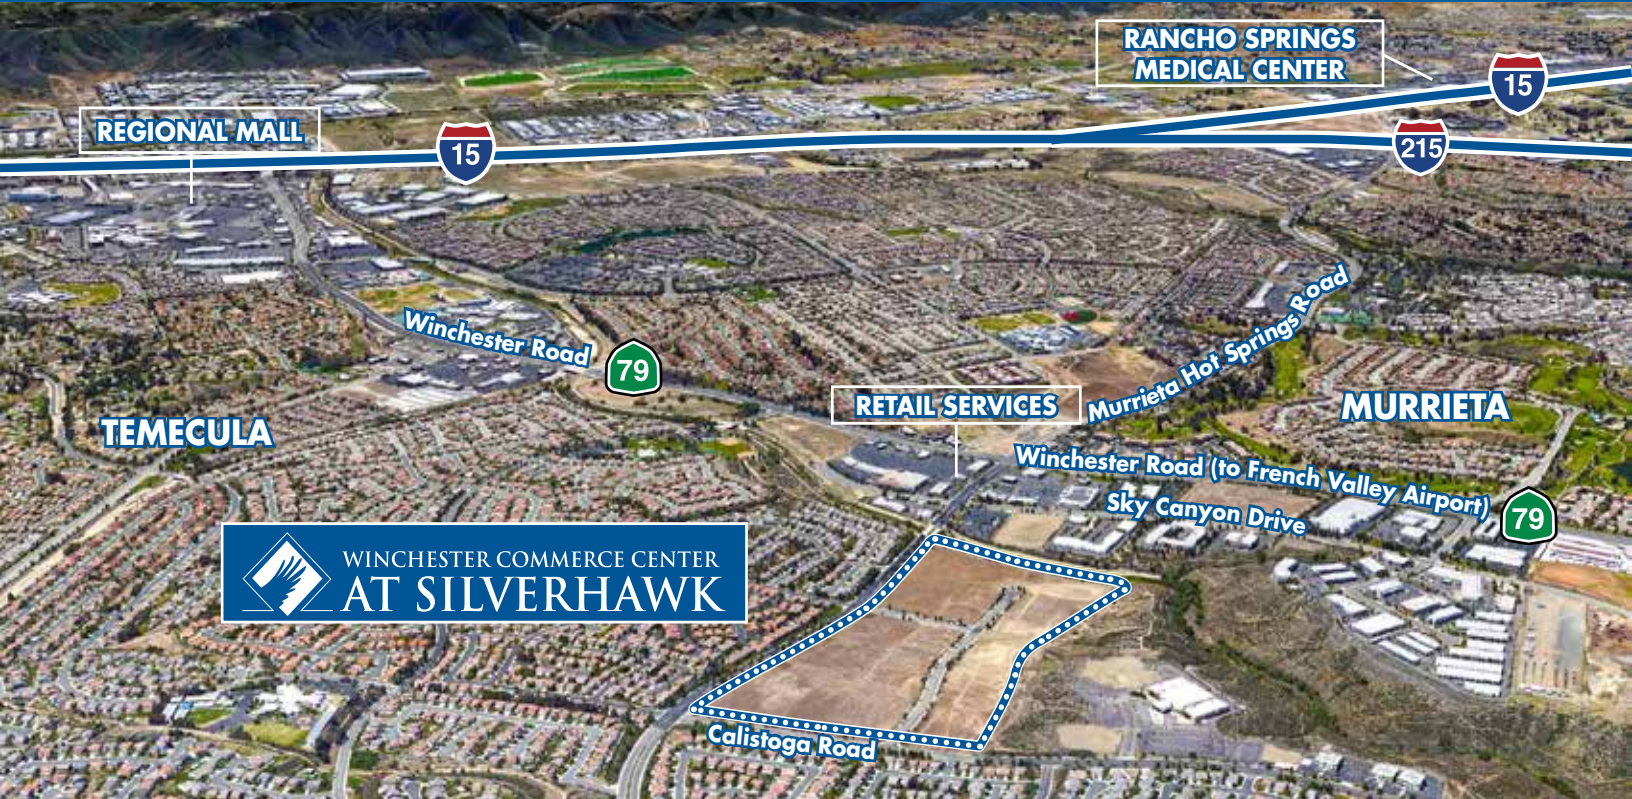 RANCHO SPRINGS
MEDICAL CENTER
15
REGIONAL MALL
15
215
Murrieta Hot Springs Road
Winchester Road
79
RETAIL SERVICES
MURRIETA
TEMECULA
Winchester Road (to French Valley Airport)
79
Sky Canyon Drive
WINCHESTER COMMERCE CENTER
AT SILVERHAWK
Calistoga Road